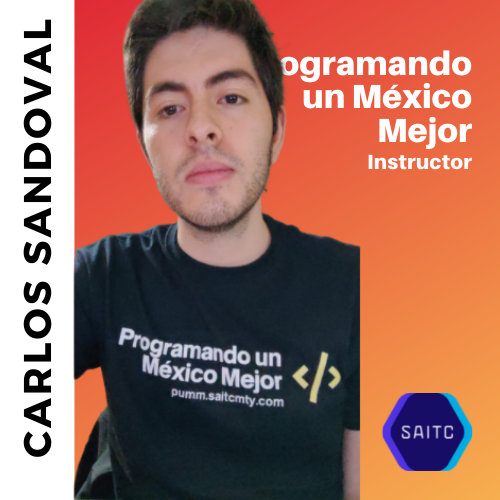 CARLOS SANDOVAL
ogramando
un México
Mejor
Instructor
Programando un
México Mejor
</>
pumm.saitcmty.com
SAITC